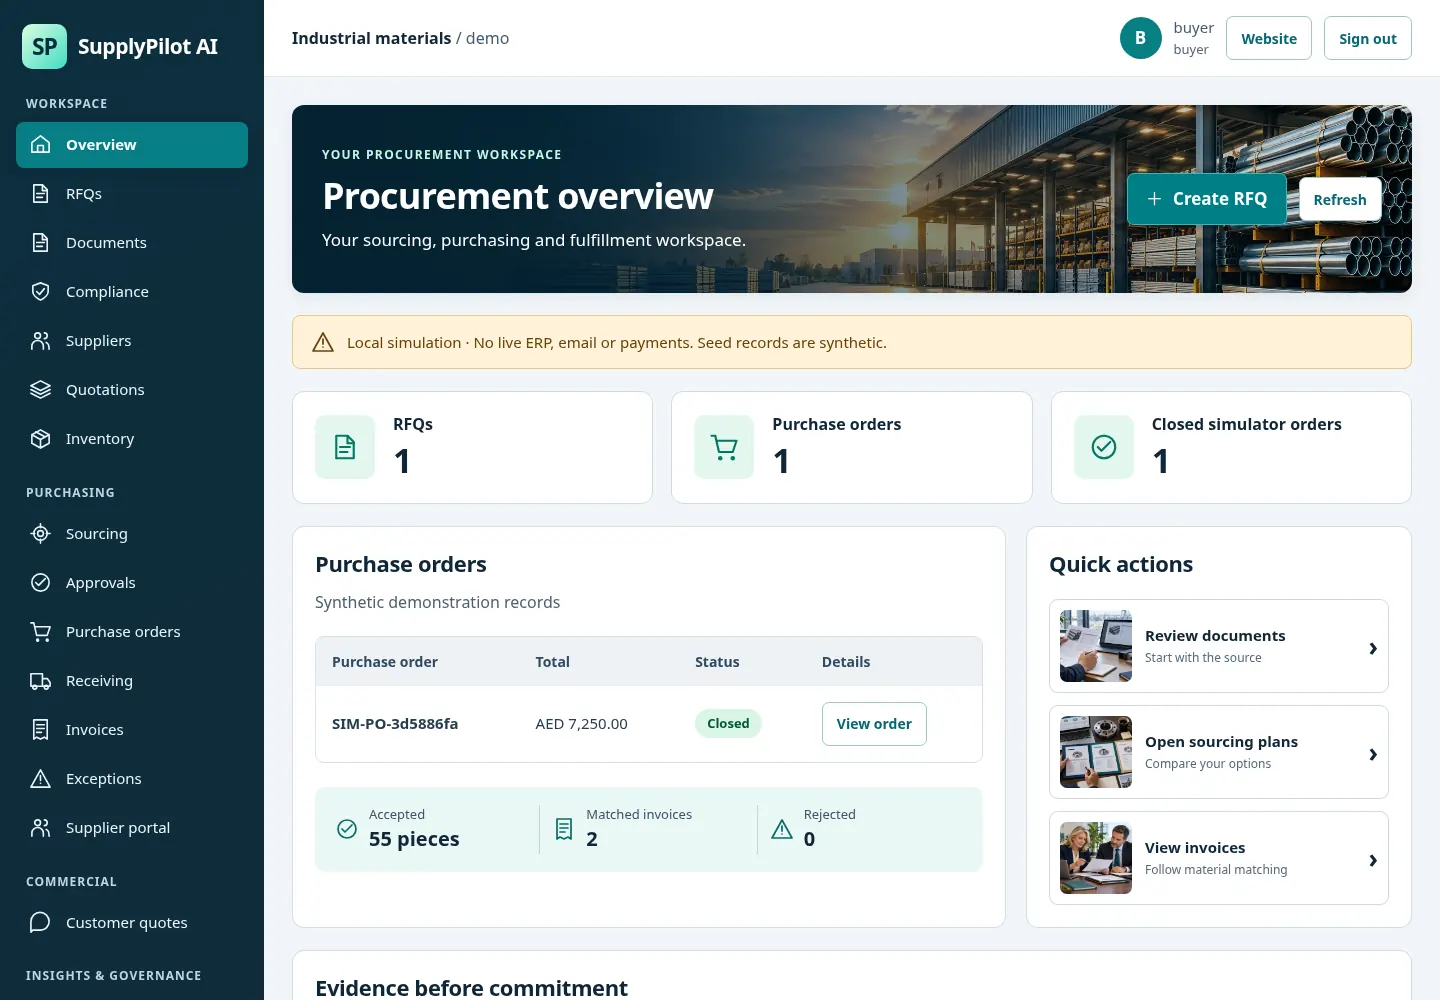 SP SupplyPilot AI
WORKSPACE
Overview
RFQs
Documents
Compliance
Suppliers
Quotations
Inventory
PURCHASING
Sourcing
Approvals
Purchase orders
Receiving
Invoices
Exceptions
Supplier portal
COMMERCIAL
Customer quotes
INSIGHTS & GOVERNANCE
Industrial materials / demo
B
buyer
buyer
Website
Sign out
YOUR PROCUREMENT WORKSPACE
Procurement overview
Your sourcing, purchasing and fulfillment workspace.
+ Create RFQ
Refresh
Local simulation · No live ERP, email or payments. Seed records are synthetic.
RFQs
1
Purchase orders
1
Closed simulator orders
1
Purchase orders
Synthetic demonstration records
Purchase order Total Status Details
SIM-PO-3d5886fa AED 7,250.00 Closed View order
Accepted
55 pieces
Matched invoices
2
Rejected
0
Quick actions
Review documents
Start with the source
Open sourcing plans
Compare your options
View invoices
Follow material matching
Evidence before commitment